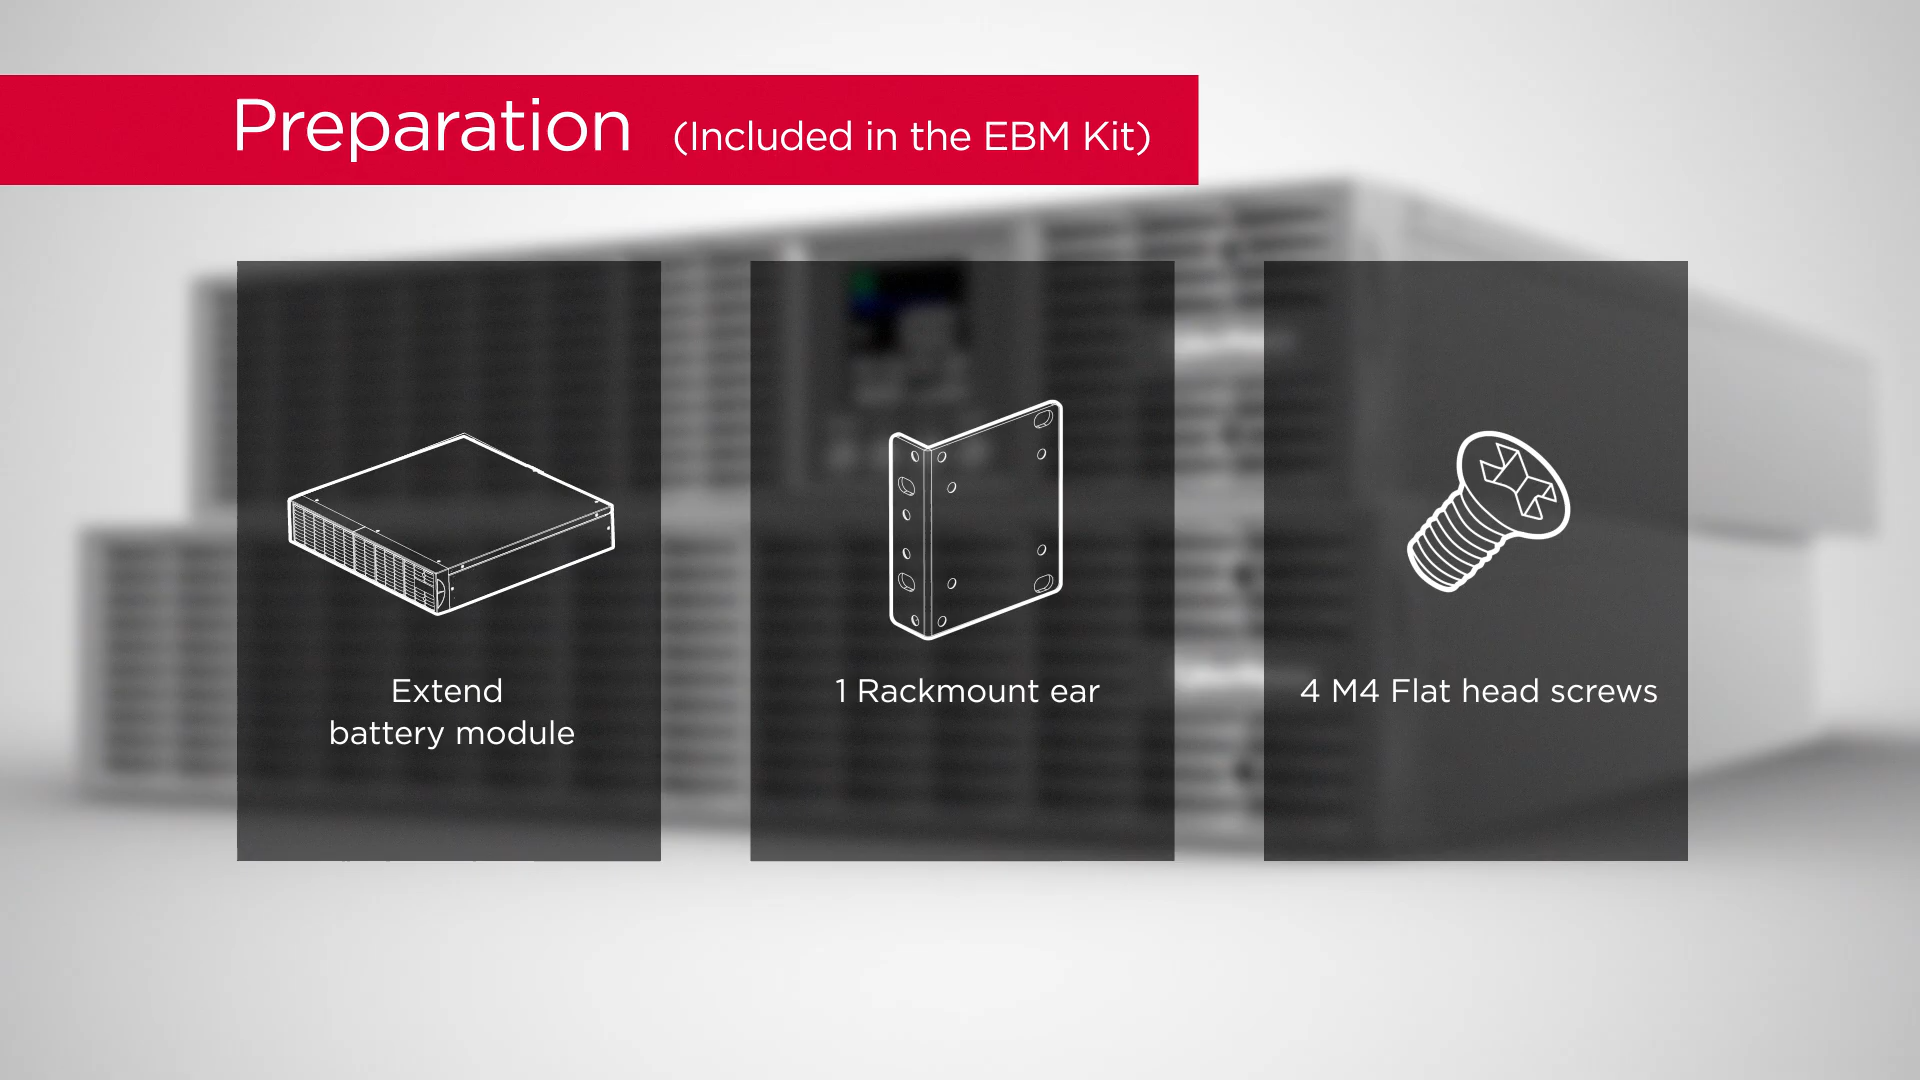 Preparation (Included in the EBM Kit)
Extend
battery module
1 Rackmount ear
4 M4 Flat head screws